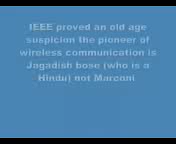 IEEE proved an old age
suspicion the pioneer of
wireless communication is
Jagadish bose (who is a
Hindu) not Marconi